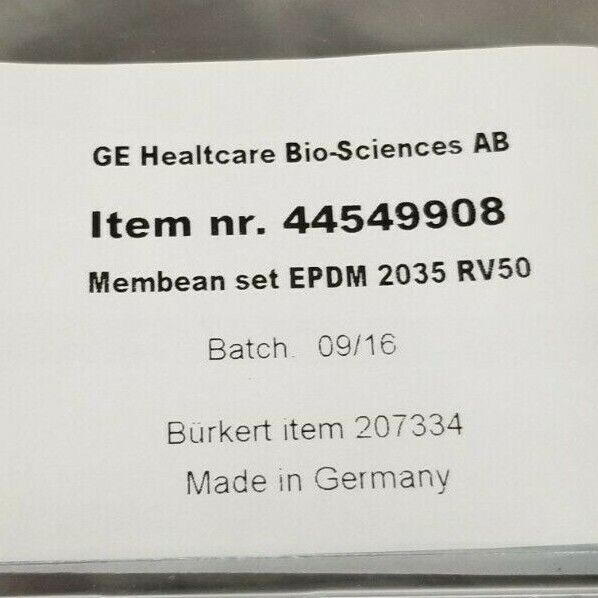 GE Healtcare Bio-Sciences AB
Item nr. 44549908
Membean set EPDM 2035 RV50
Batch. 09/16
Bürkert item 207334
Made in Germany